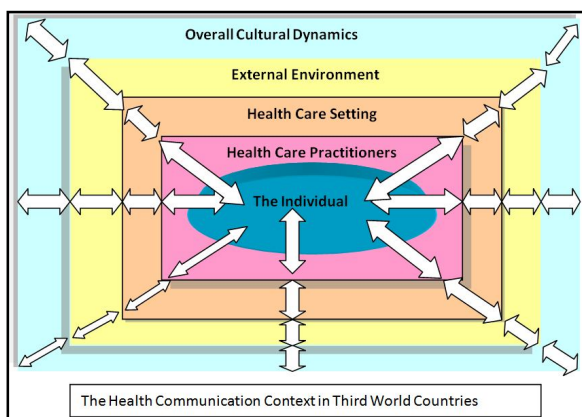 Overall Cultural Dynamics
External Environment
Health Care Setting
Health Care Practitioners
The Individual
The Health Communication Context in Third World Countries